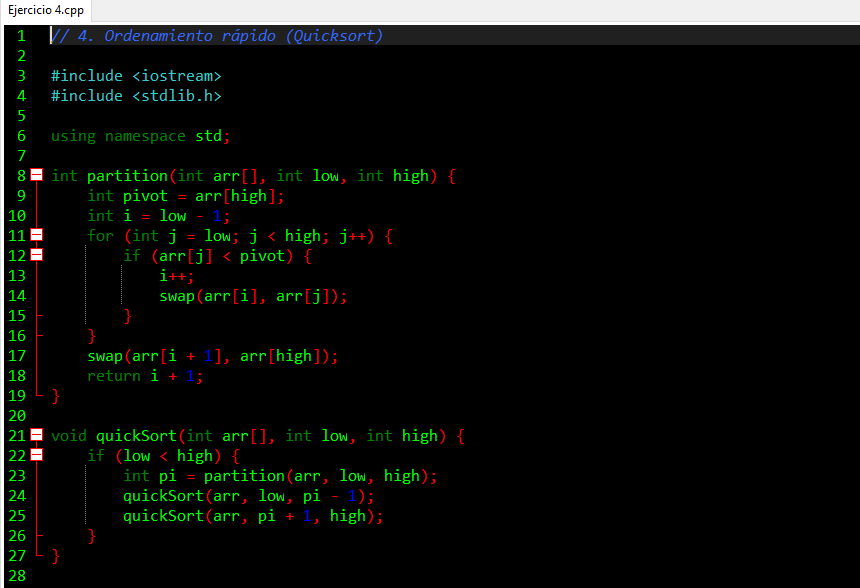 Ejercicio 4.cpp
1 // 4. Ordenamiento rápido (Quicksort)
2
3 #include <iostream>
4 #include <stdlib.h>
5
6 using namespace std;
7
8 int partition(int arr[], int low, int high) {
9     int pivot = arr[high];
10     int i = low - 1;
11     for (int j = low; j < high; j++) {
12         if (arr[j] < pivot) {
13             i++;
14             swap(arr[i], arr[j]);
15         }
16     }
17     swap(arr[i + 1], arr[high]);
18     return i + 1;
19 }
20
21 void quickSort(int arr[], int low, int high) {
22     if (low < high) {
23         int pi = partition(arr, low, high);
24         quickSort(arr, low, pi - 1);
25         quickSort(arr, pi + 1, high);
26     }
27 }
28